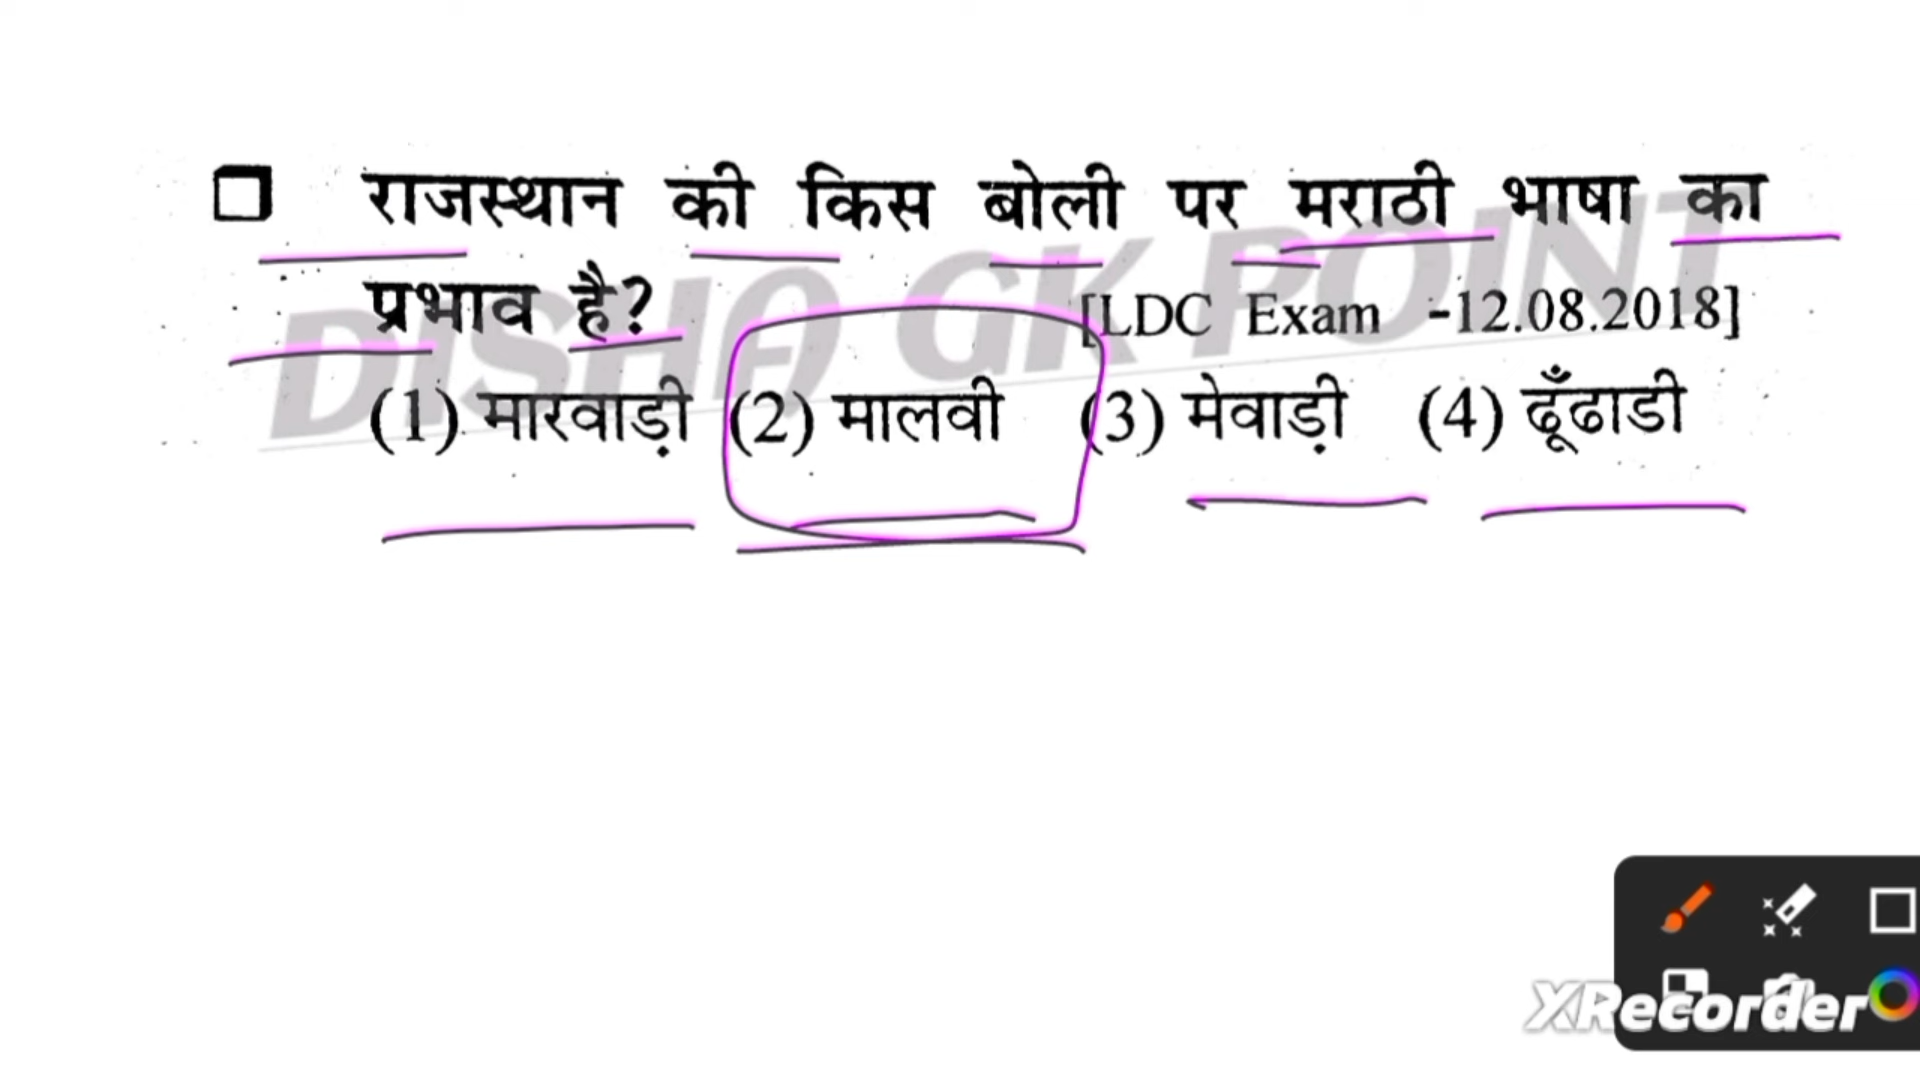 राजस्थान की किस बोली पर मराठी भाषा का
प्रभाव है? [LDC Exam -12.08.2018]
(1) मारवाड़ी (2) मालवी (3) मेवाड़ी (4) ढूँढाडी
DISHA GK POINT
XRecorder